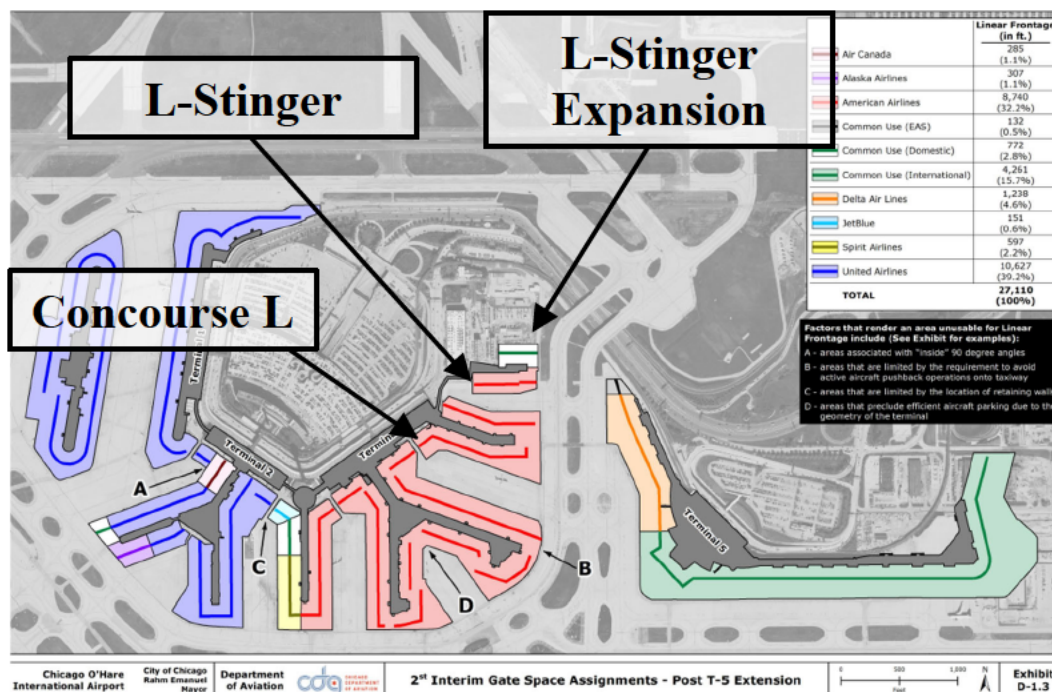 L-Stinger
L-Stinger
Expansion
Concourse L
Linear Frontage
(in ft.)
Air Canada
285
(1.1%)
Alaska Airlines
307
(1.1%)
American Airlines
8,740
(32.2%)
Common Use (EAS)
132
(0.5%)
Common Use (Domestic)
772
(2.8%)
Common Use (International)
4,261
(15.7%)
Delta Air Lines
1,238
(4.6%)
JetBlue
151
(0.6%)
Spirit Airlines
597
(2.2%)
United Airlines
10,627
(39.2%)
TOTAL
27,110
(100%)
Factors that render an area unusable for Linear
Frontage include (See Exhibit for examples):
A - areas associated with "inside" 90 degree angles
B - areas that are limited by the requirement to avoid
active aircraft pushback operations onto taxiway
C - areas that are limited by the location of retaining wall
D - areas that preclude efficient aircraft parking due to the
geometry of the terminal
Terminal
Terminal 2
Termin
Terminal 5
A
C
D
B
Chicago O'Hare
International Airport
City of Chicago
Rahm Emanuel
Mayor
Department
of Aviation
cda
CHICAGO
DEPARTMENT
OF AVIATION
2st Interim Gate Space Assignments - Post T-5 Extension
0 500 1,000
Feet
N
Exhibit
D-1.3